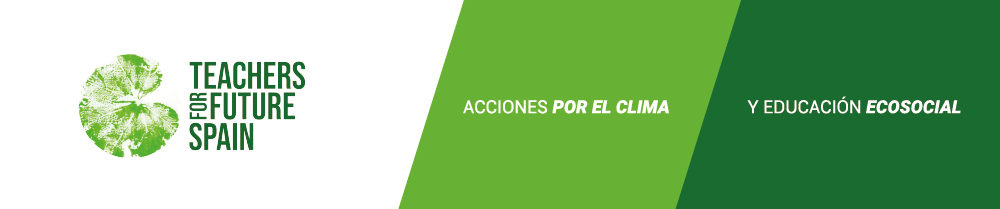 TEACHERS
FOR FUTURE
SPAIN
ACCIONES POR EL CLIMA
Y EDUCACIÓN ECOSOCIAL